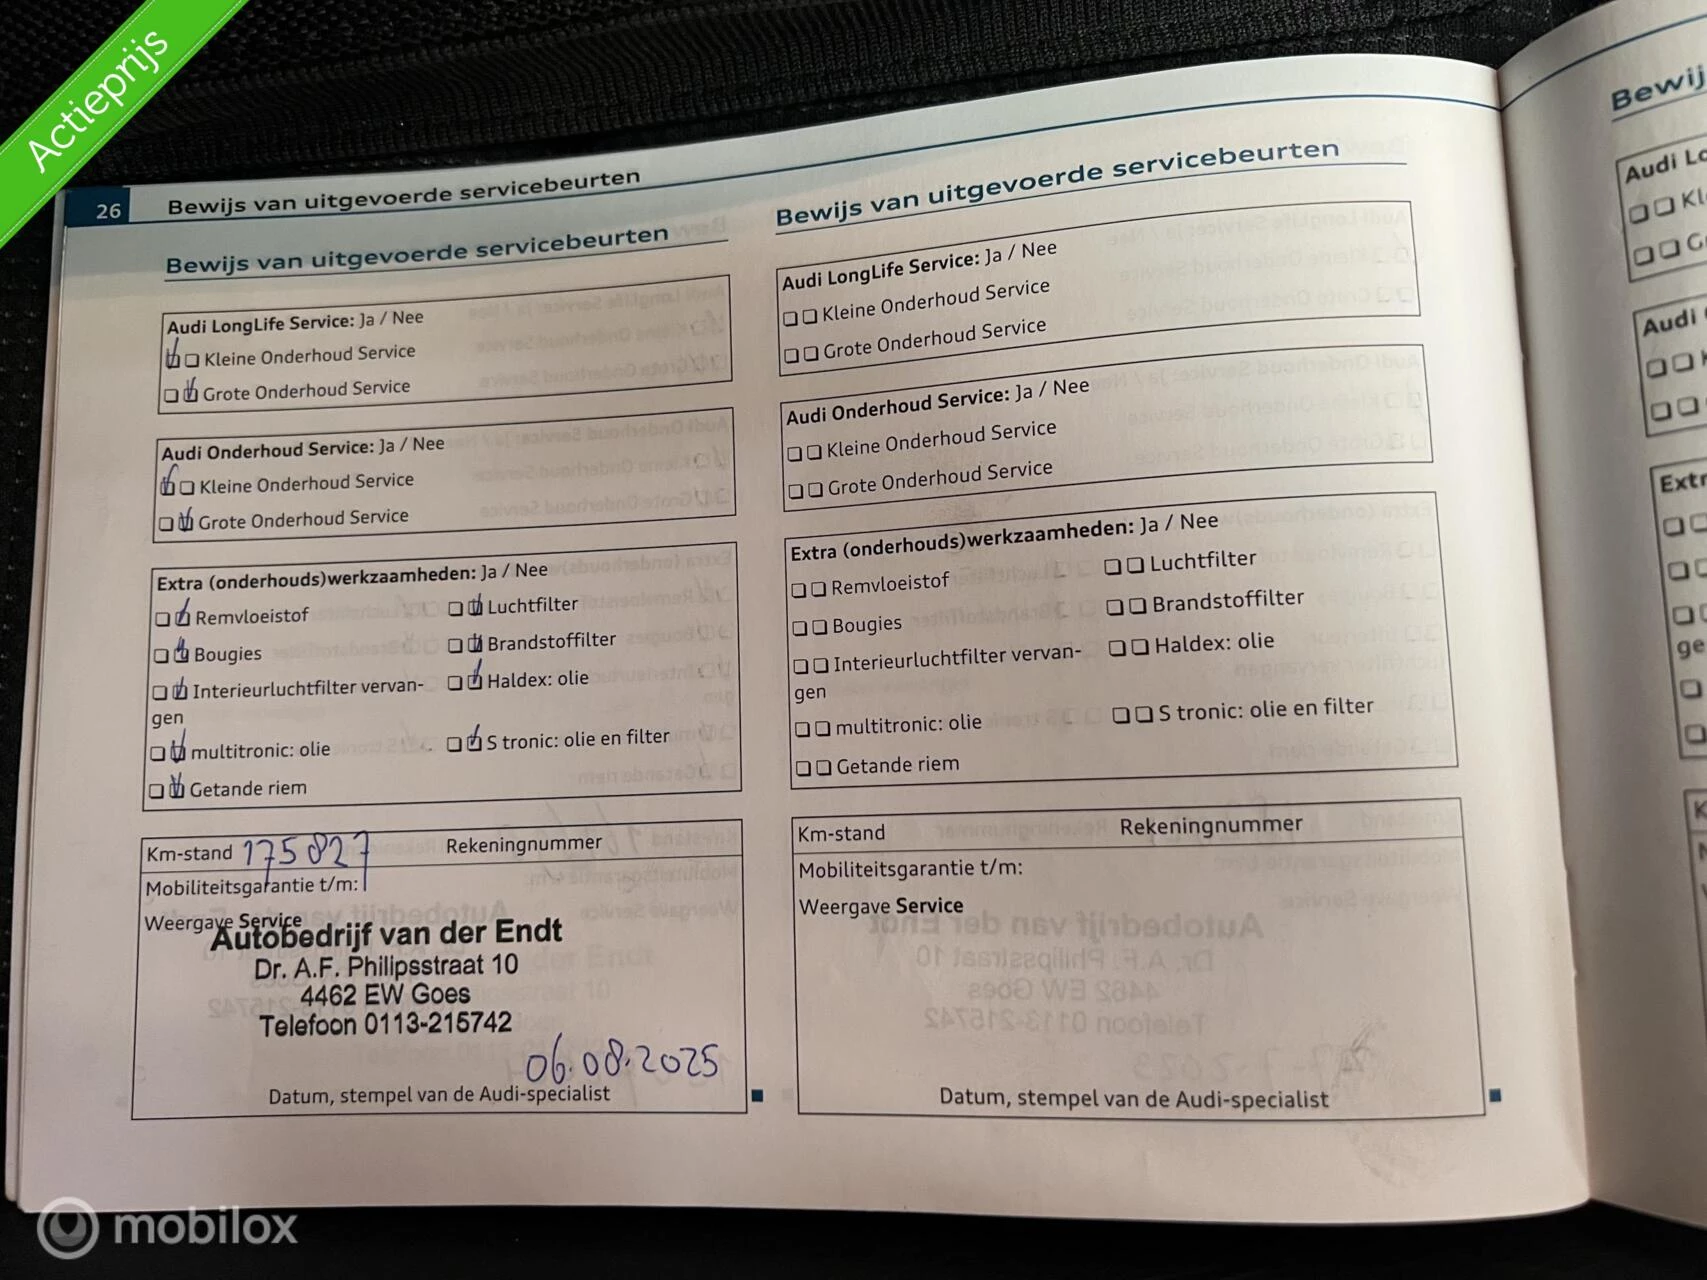 Actieprijs
26 Bewijs van uitgevoerde servicebeurten
Bewijs van uitgevoerde servicebeurten
Audi LongLife Service: Ja / Nee
Kleine Onderhoud Service
Grote Onderhoud Service
Audi Onderhoud Service: Ja / Nee
Kleine Onderhoud Service
Grote Onderhoud Service
Extra (onderhouds)werkzaamheden: Ja / Nee
Remvloeistof Luchtfilter
Bougies Brandstoffilter
Interieurluchtfilter vervan- Haldex: olie
gen
multitronic: olie S tronic: olie en filter
Getande riem
Km-stand 175827 Rekeningnummer
Mobiliteitsgarantie t/m:
Weergave Service
Autobedrijf van der Endt
Dr. A.F. Philipsstraat 10
4462 EW Goes
Telefoon 0113-215742
06.08.2025
Datum, stempel van de Audi-specialist
Bewijs van uitgevoerde servicebeurten
Audi LongLife Service: Ja / Nee
Kleine Onderhoud Service
Grote Onderhoud Service
Audi Onderhoud Service: Ja / Nee
Kleine Onderhoud Service
Grote Onderhoud Service
Extra (onderhouds)werkzaamheden: Ja / Nee
Remvloeistof Luchtfilter
Bougies Brandstoffilter
Interieurluchtfilter vervan- Haldex: olie
gen
multitronic: olie S tronic: olie en filter
Getande riem
Km-stand Rekeningnummer
Mobiliteitsgarantie t/m:
Weergave Service
Datum, stempel van de Audi-specialist
Bewij
Audi Lo
Kl
G
Audi
Extr
ge
mobilox